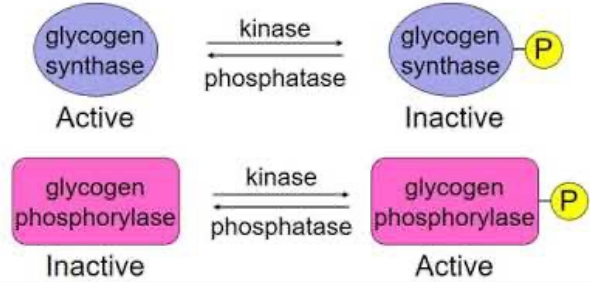 glycogen
synthase
kinase
phosphatase
glycogen
synthase
P
Active
Inactive
glycogen
phosphorylase
kinase
phosphatase
glycogen
phosphorylase
P
Inactive
Active